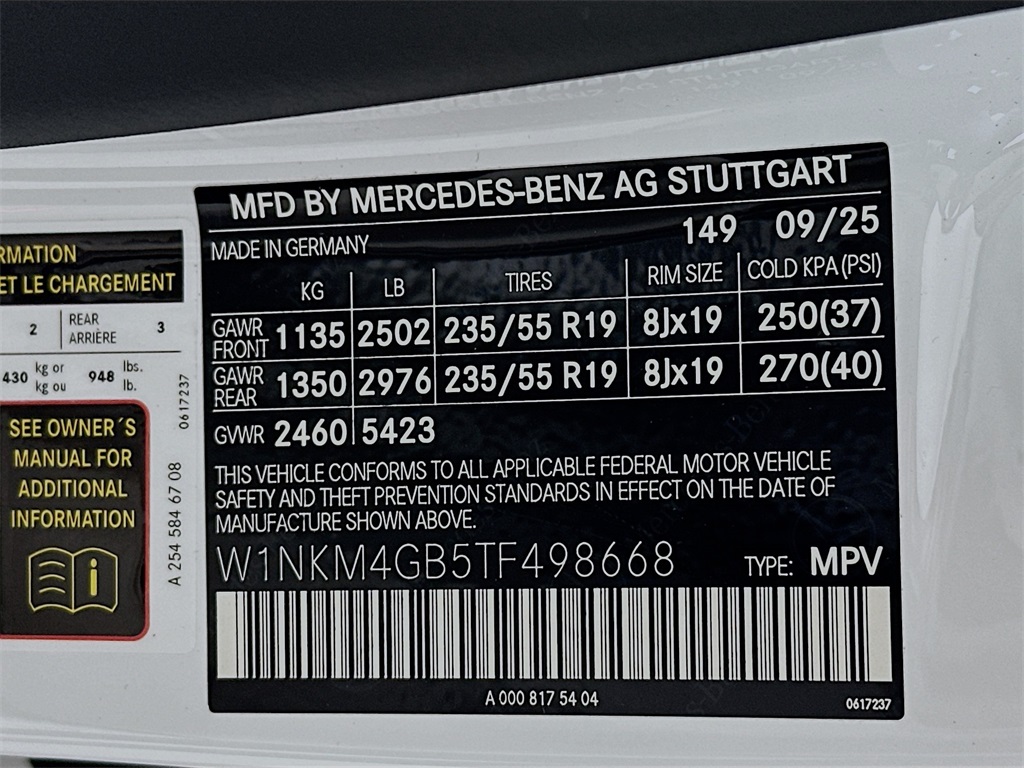 MFD BY MERCEDES-BENZ AG STUTTGART
MADE IN GERMANY 149 09/25
KG LB TIRES RIM SIZE COLD KPA (PSI)
GAWR FRONT 1135 2502 235/55 R19 8Jx19 250(37)
GAWR REAR 1350 2976 235/55 R19 8Jx19 270(40)
GVWR 2460 5423
THIS VEHICLE CONFORMS TO ALL APPLICABLE FEDERAL MOTOR VEHICLE
SAFETY AND THEFT PREVENTION STANDARDS IN EFFECT ON THE DATE OF
MANUFACTURE SHOWN ABOVE.
W1NKM4GB5TF498668 TYPE: MPV
A 000 817 54 04
0617237
RMATION
ET LE CHARGEMENT
2 REAR ARRIÈRE 3
430 kg or kg ou 948 lbs. lb.
SEE OWNER´S
MANUAL FOR
ADDITIONAL
INFORMATION
i
0617237
A 254 584 67 08